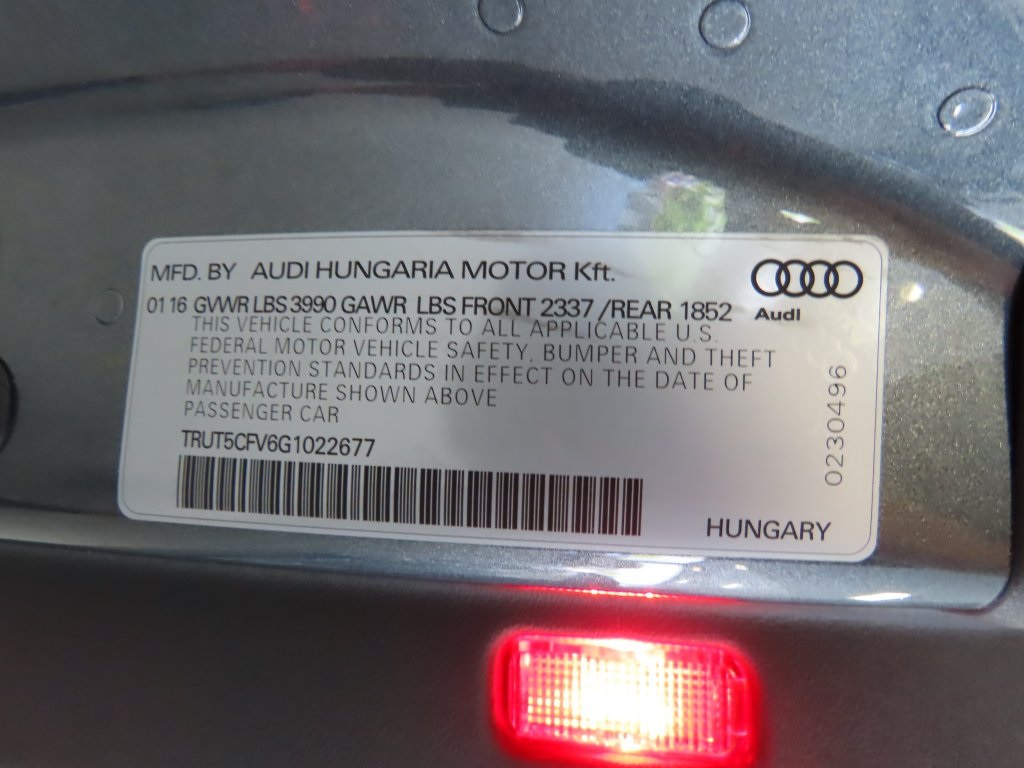 MFD. BY AUDI HUNGARIA MOTOR Kft.
01 16 GVWR LBS 3990 GAWR LBS FRONT 2337 /REAR 1852
Audi
THIS VEHICLE CONFORMS TO ALL APPLICABLE U.S.
FEDERAL MOTOR VEHICLE SAFETY, BUMPER AND THEFT
PREVENTION STANDARDS IN EFFECT ON THE DATE OF
MANUFACTURE SHOWN ABOVE
PASSENGER CAR
TRUT5CFV6G1022677
0230496
HUNGARY